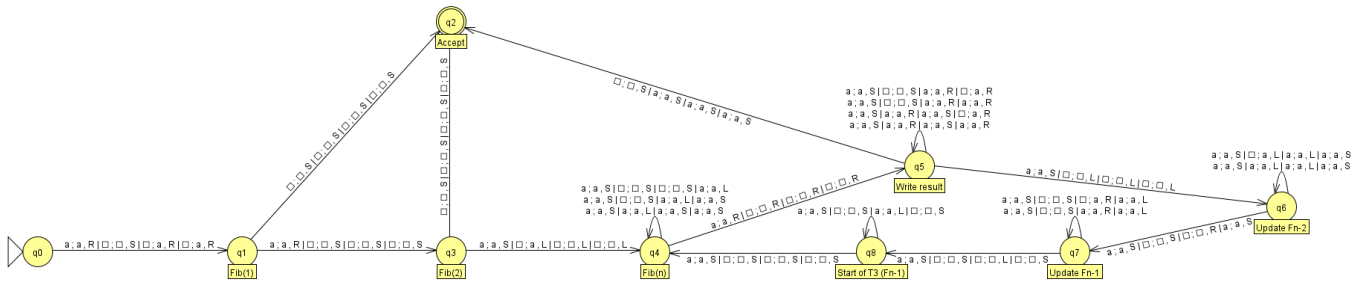 q2
Accept
□;□,S|□;□,S|□;□,S|□;□,S
□;□,S|□;□,S|□;□,S|□;□,S
□;□,S|a;a,S|a;a,S|a;a,S
a;a,S|□;□,S|a;a,R|□;a,R
a;a,S|□;□,S|a;a,R|a;a,R
a;a,S|a;a,R|a;a,S|□;a,R
a;a,S|a;a,R|a;a,S|a;a,R
q5
Write result
a;a,S|□;□,L|□;□,L|□;□,L
a;a,S|□;a,L|a;a,L|a;a,S
a;a,S|a;a,L|a;a,L|a;a,S
q6
Update Fn-2
a;a,S|□;□,S|□;□,R|a;a,S
a;a,S|□;□,S|□;□,S|a;a,L
a;a,S|□;□,S|a;a,L|a;a,S
a;a,S|a;a,L|a;a,S|a;a,S
a;a,R|□;□,R|□;□,R|□;□,R
a;a,S|□;□,S|a;a,L|□;□,S
a;a,S|□;□,S|□;a,R|a;a,L
a;a,S|□;□,S|a;a,R|a;a,L
q0
a;a,R|□;□,S|□;a,R|□;a,R
q1
Fib(1)
a;a,R|□;□,S|□;□,S|□;□,S
q3
Fib(2)
a;a,S|□;a,L|□;□,L|□;□,L
q4
Fib(n)
a;a,S|□;□,S|□;□,S|□;□,S
q8
Start of T3 (Fn-1)
a;a,S|□;□,S|□;□,L|□;□,S
q7
Update Fn-1